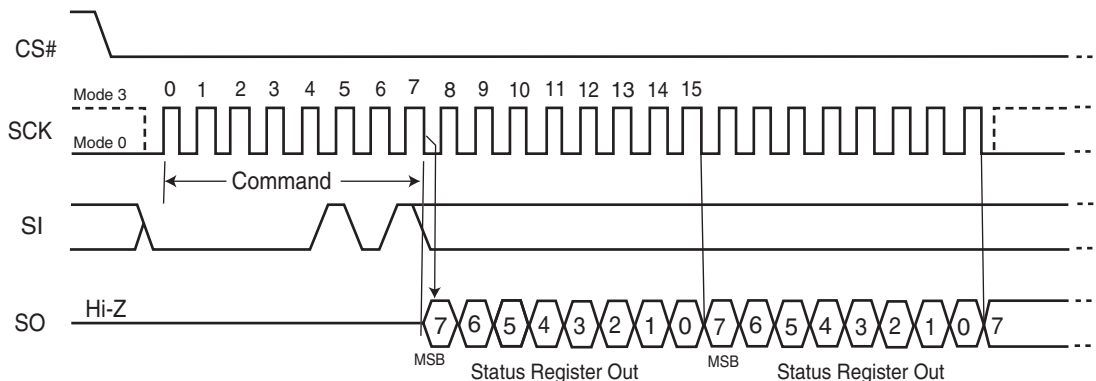 CS#
Mode 3
0 1 2 3 4 5 6 7 8 9 10 11 12 13 14 15
SCK
Mode 0
Command
SI
Hi-Z
SO
7 6 5 4 3 2 1 0 7 6 5 4 3 2 1 0 7
MSB
Status Register Out
MSB
Status Register Out